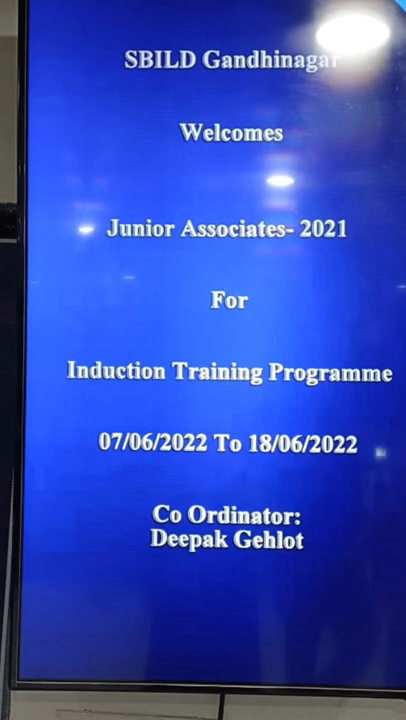 SBILD Gandhinagar
Welcomes
Junior Associates- 2021
For
Induction Training Programme
07/06/2022 To 18/06/2022
Co Ordinator:
Deepak Gehlot